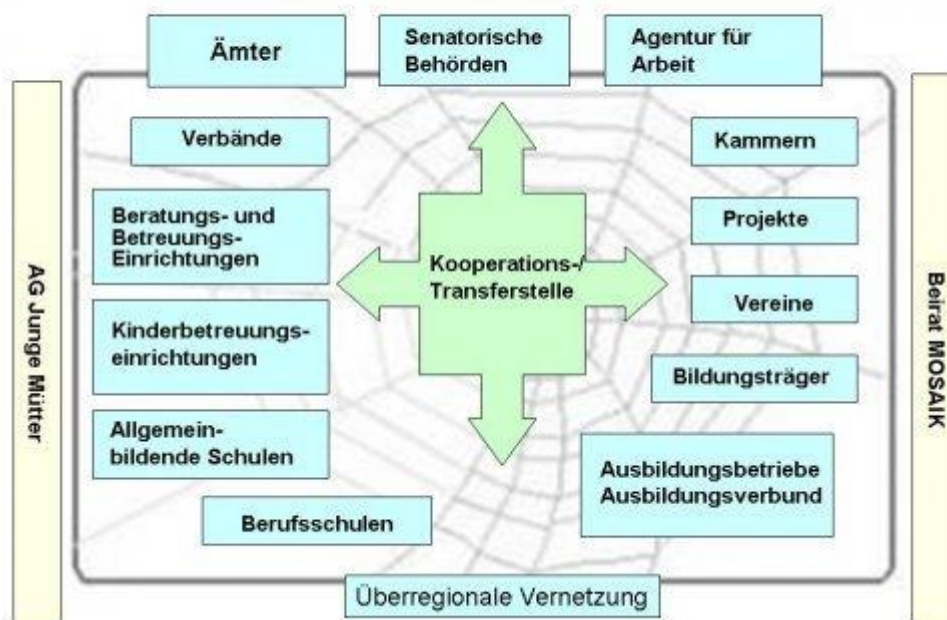 Ämter
Senatorische
Behörden
Agentur für
Arbeit
AG Junge Mütter
Verbände
Beratungs- und
Betreuungs-
Einrichtungen
Kinderbetreuungs-
einrichtungen
Allgemein-
bildende Schulen
Berufsschulen
Kooperations-/
Transferstelle
Kammern
Projekte
Vereine
Bildungsträger
Ausbildungsbetriebe
Ausbildungsverbund
Beirat MOSAIK
Überregionale Vernetzung